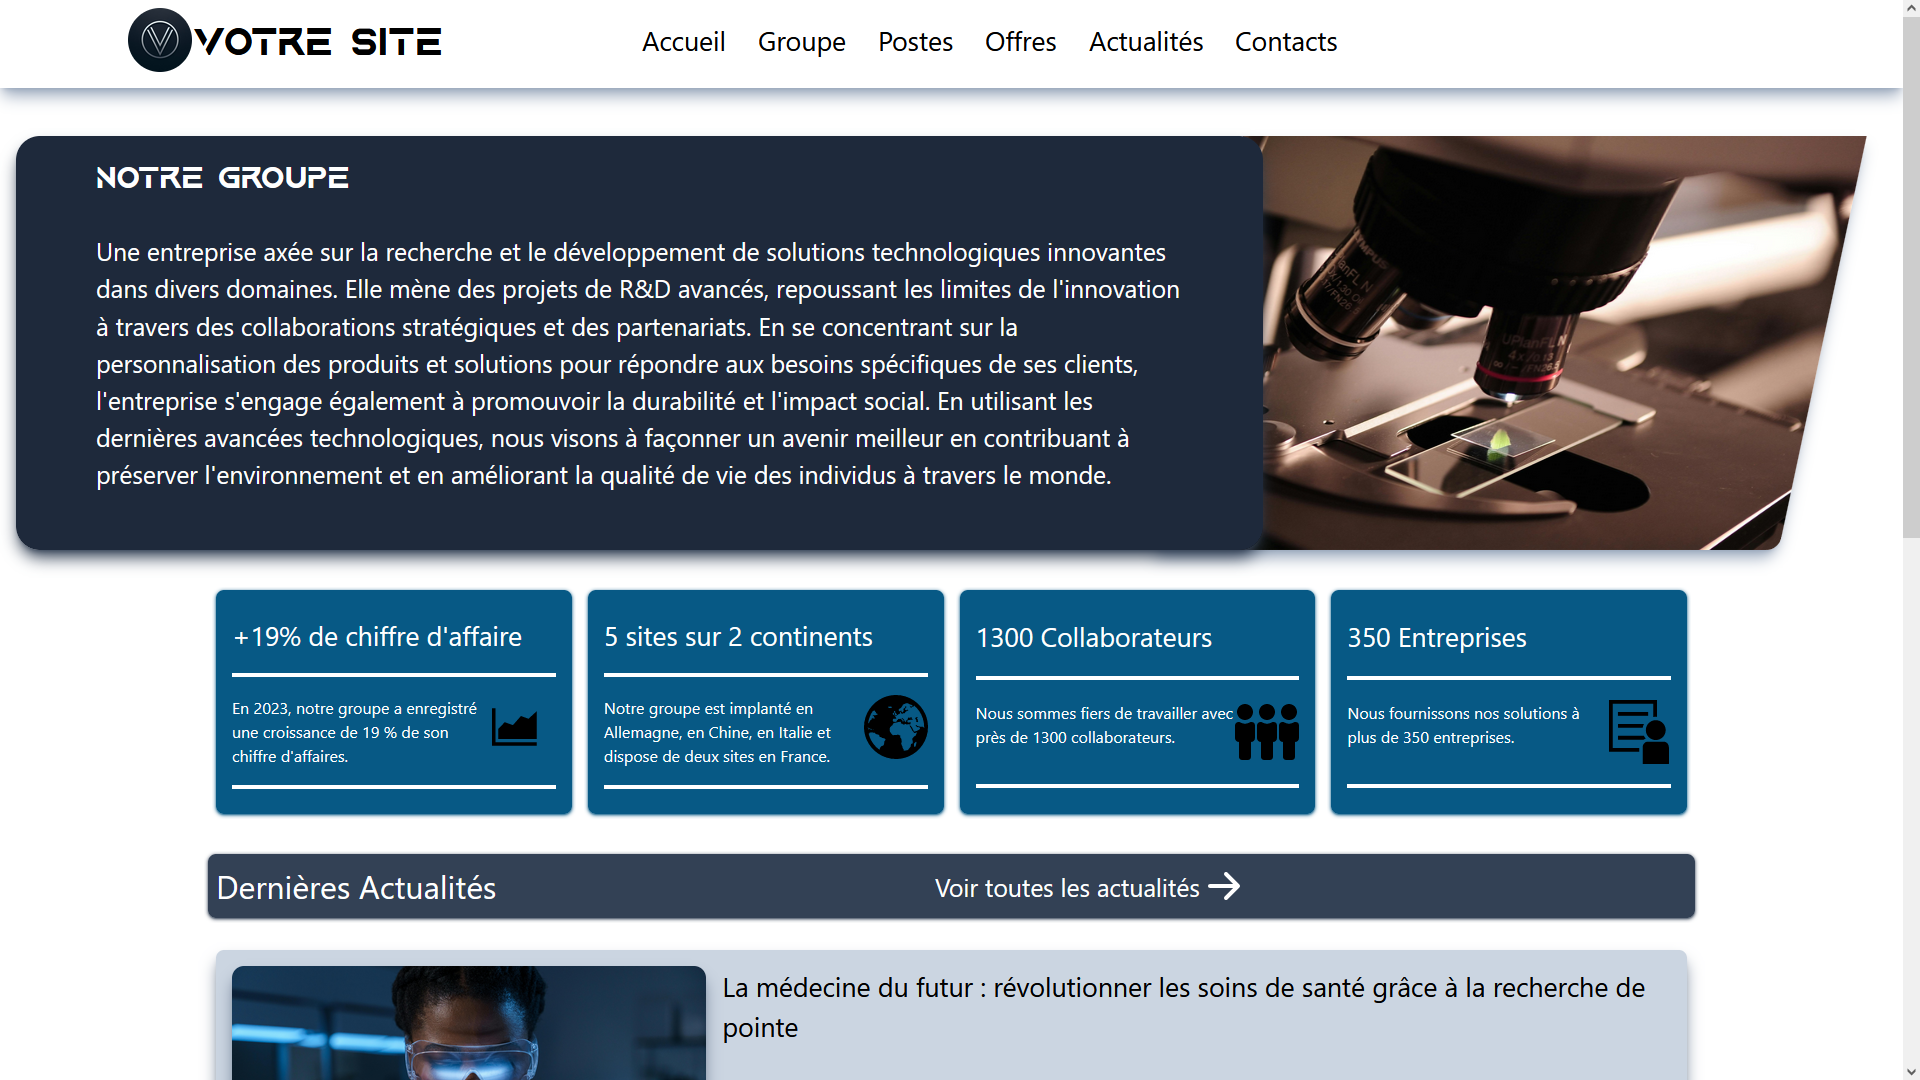 VOTRE SITE
Accueil Groupe Postes Offres Actualités Contacts
NOTRE GROUPE
Une entreprise axée sur la recherche et le développement de solutions technologiques innovantes
dans divers domaines. Elle mène des projets de R&D avancés, repoussant les limites de l'innovation
à travers des collaborations stratégiques et des partenariats. En se concentrant sur la
personnalisation des produits et solutions pour répondre aux besoins spécifiques de ses clients,
l'entreprise s'engage également à promouvoir la durabilité et l'impact social. En utilisant les
dernières avancées technologiques, nous visons à façonner un avenir meilleur en contribuant à
préserver l'environnement et en améliorant la qualité de vie des individus à travers le monde.
UPlanFL N
4x/0.13
+19% de chiffre d'affaire
En 2023, notre groupe a enregistré
une croissance de 19 % de son
chiffre d'affaires.
5 sites sur 2 continents
Notre groupe est implanté en
Allemagne, en Chine, en Italie et
dispose de deux sites en France.
1300 Collaborateurs
Nous sommes fiers de travailler avec
près de 1300 collaborateurs.
350 Entreprises
Nous fournissons nos solutions à
plus de 350 entreprises.
Dernières Actualités
Voir toutes les actualités
La médecine du futur : révolutionner les soins de santé grâce à la recherche de
pointe